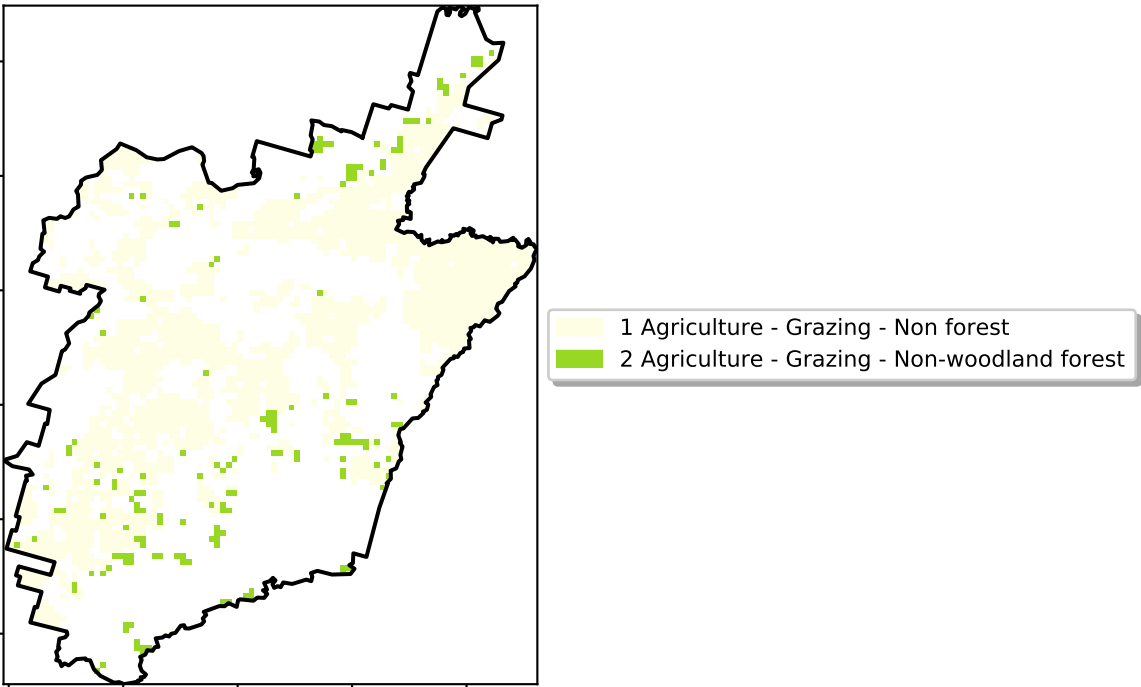 1 Agriculture - Grazing - Non forest
2 Agriculture - Grazing - Non-woodland forest